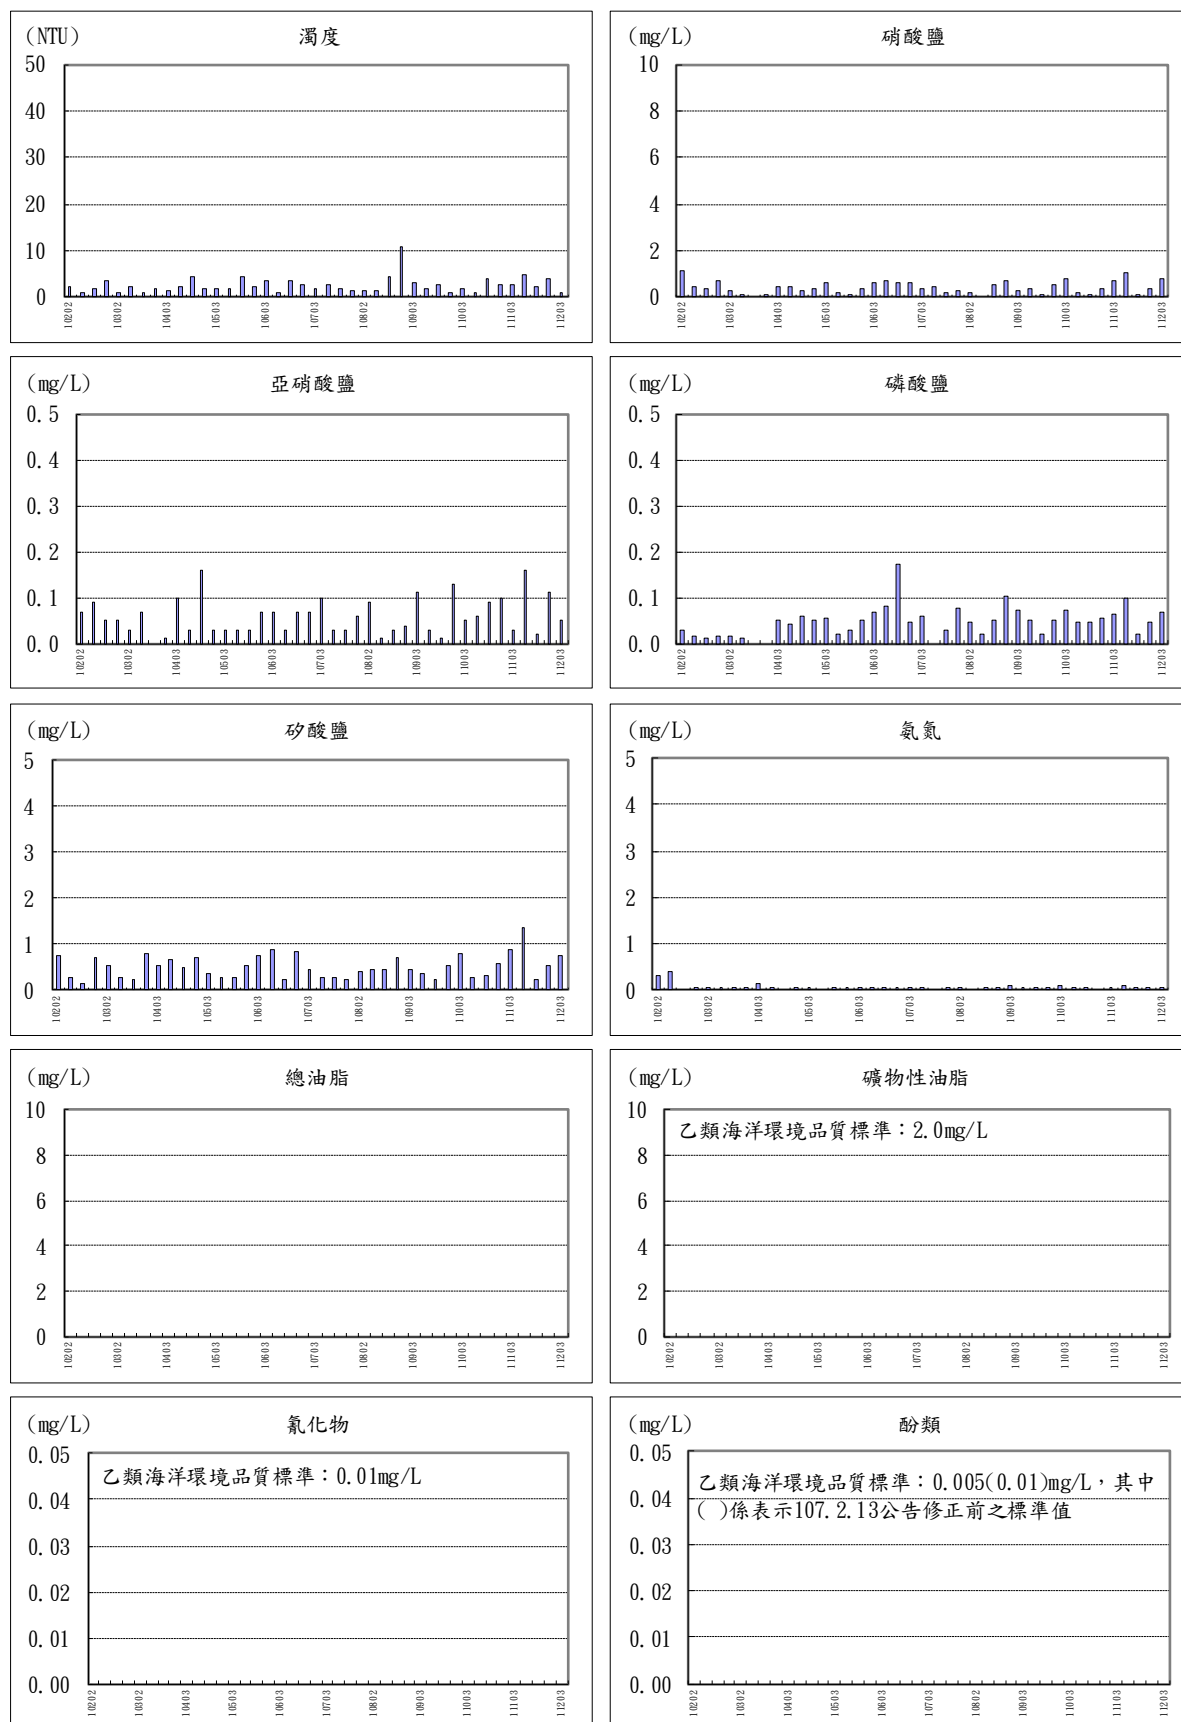 (NTU) 濁度
50
40
30
20
10
0
10202 10302 10403 10503 10603 10703 10802 10903 11003 11103 11203
(mg/L) 硝酸鹽
10
8
6
4
2
0
10202 10302 10403 10503 10603 10703 10802 10903 11003 11103 11203
(mg/L) 亞硝酸鹽
0.5
0.4
0.3
0.2
0.1
0.0
10202 10302 10403 10503 10603 10703 10802 10903 11003 11103 11203
(mg/L) 磷酸鹽
0.5
0.4
0.3
0.2
0.1
0.0
10202 10302 10403 10503 10603 10703 10802 10903 11003 11103 11203
(mg/L) 矽酸鹽
5
4
3
2
1
0
10202 10302 10403 10503 10603 10703 10802 10903 11003 11103 11203
(mg/L) 氨氮
5
4
3
2
1
0
10202 10302 10403 10503 10603 10703 10802 10903 11003 11103 11203
(mg/L) 總油脂
10
8
6
4
2
0
10202 10302 10403 10503 10603 10703 10802 10903 11003 11103 11203
(mg/L) 礦物性油脂
乙類海洋環境品質標準：2.0mg/L
10
8
6
4
2
0
10202 10302 10403 10503 10603 10703 10802 10903 11003 11103 11203
(mg/L) 氰化物
乙類海洋環境品質標準：0.01mg/L
0.05
0.04
0.03
0.02
0.01
0.00
10202 10302 10403 10503 10603 10703 10802 10903 11003 11103 11203
(mg/L) 酚類
乙類海洋環境品質標準：0.005(0.01)mg/L，其中
( )係表示107.2.13公告修正前之標準值
0.05
0.04
0.03
0.02
0.01
0.00
10202 10302 10403 10503 10603 10703 10802 10903 11003 11103 11203